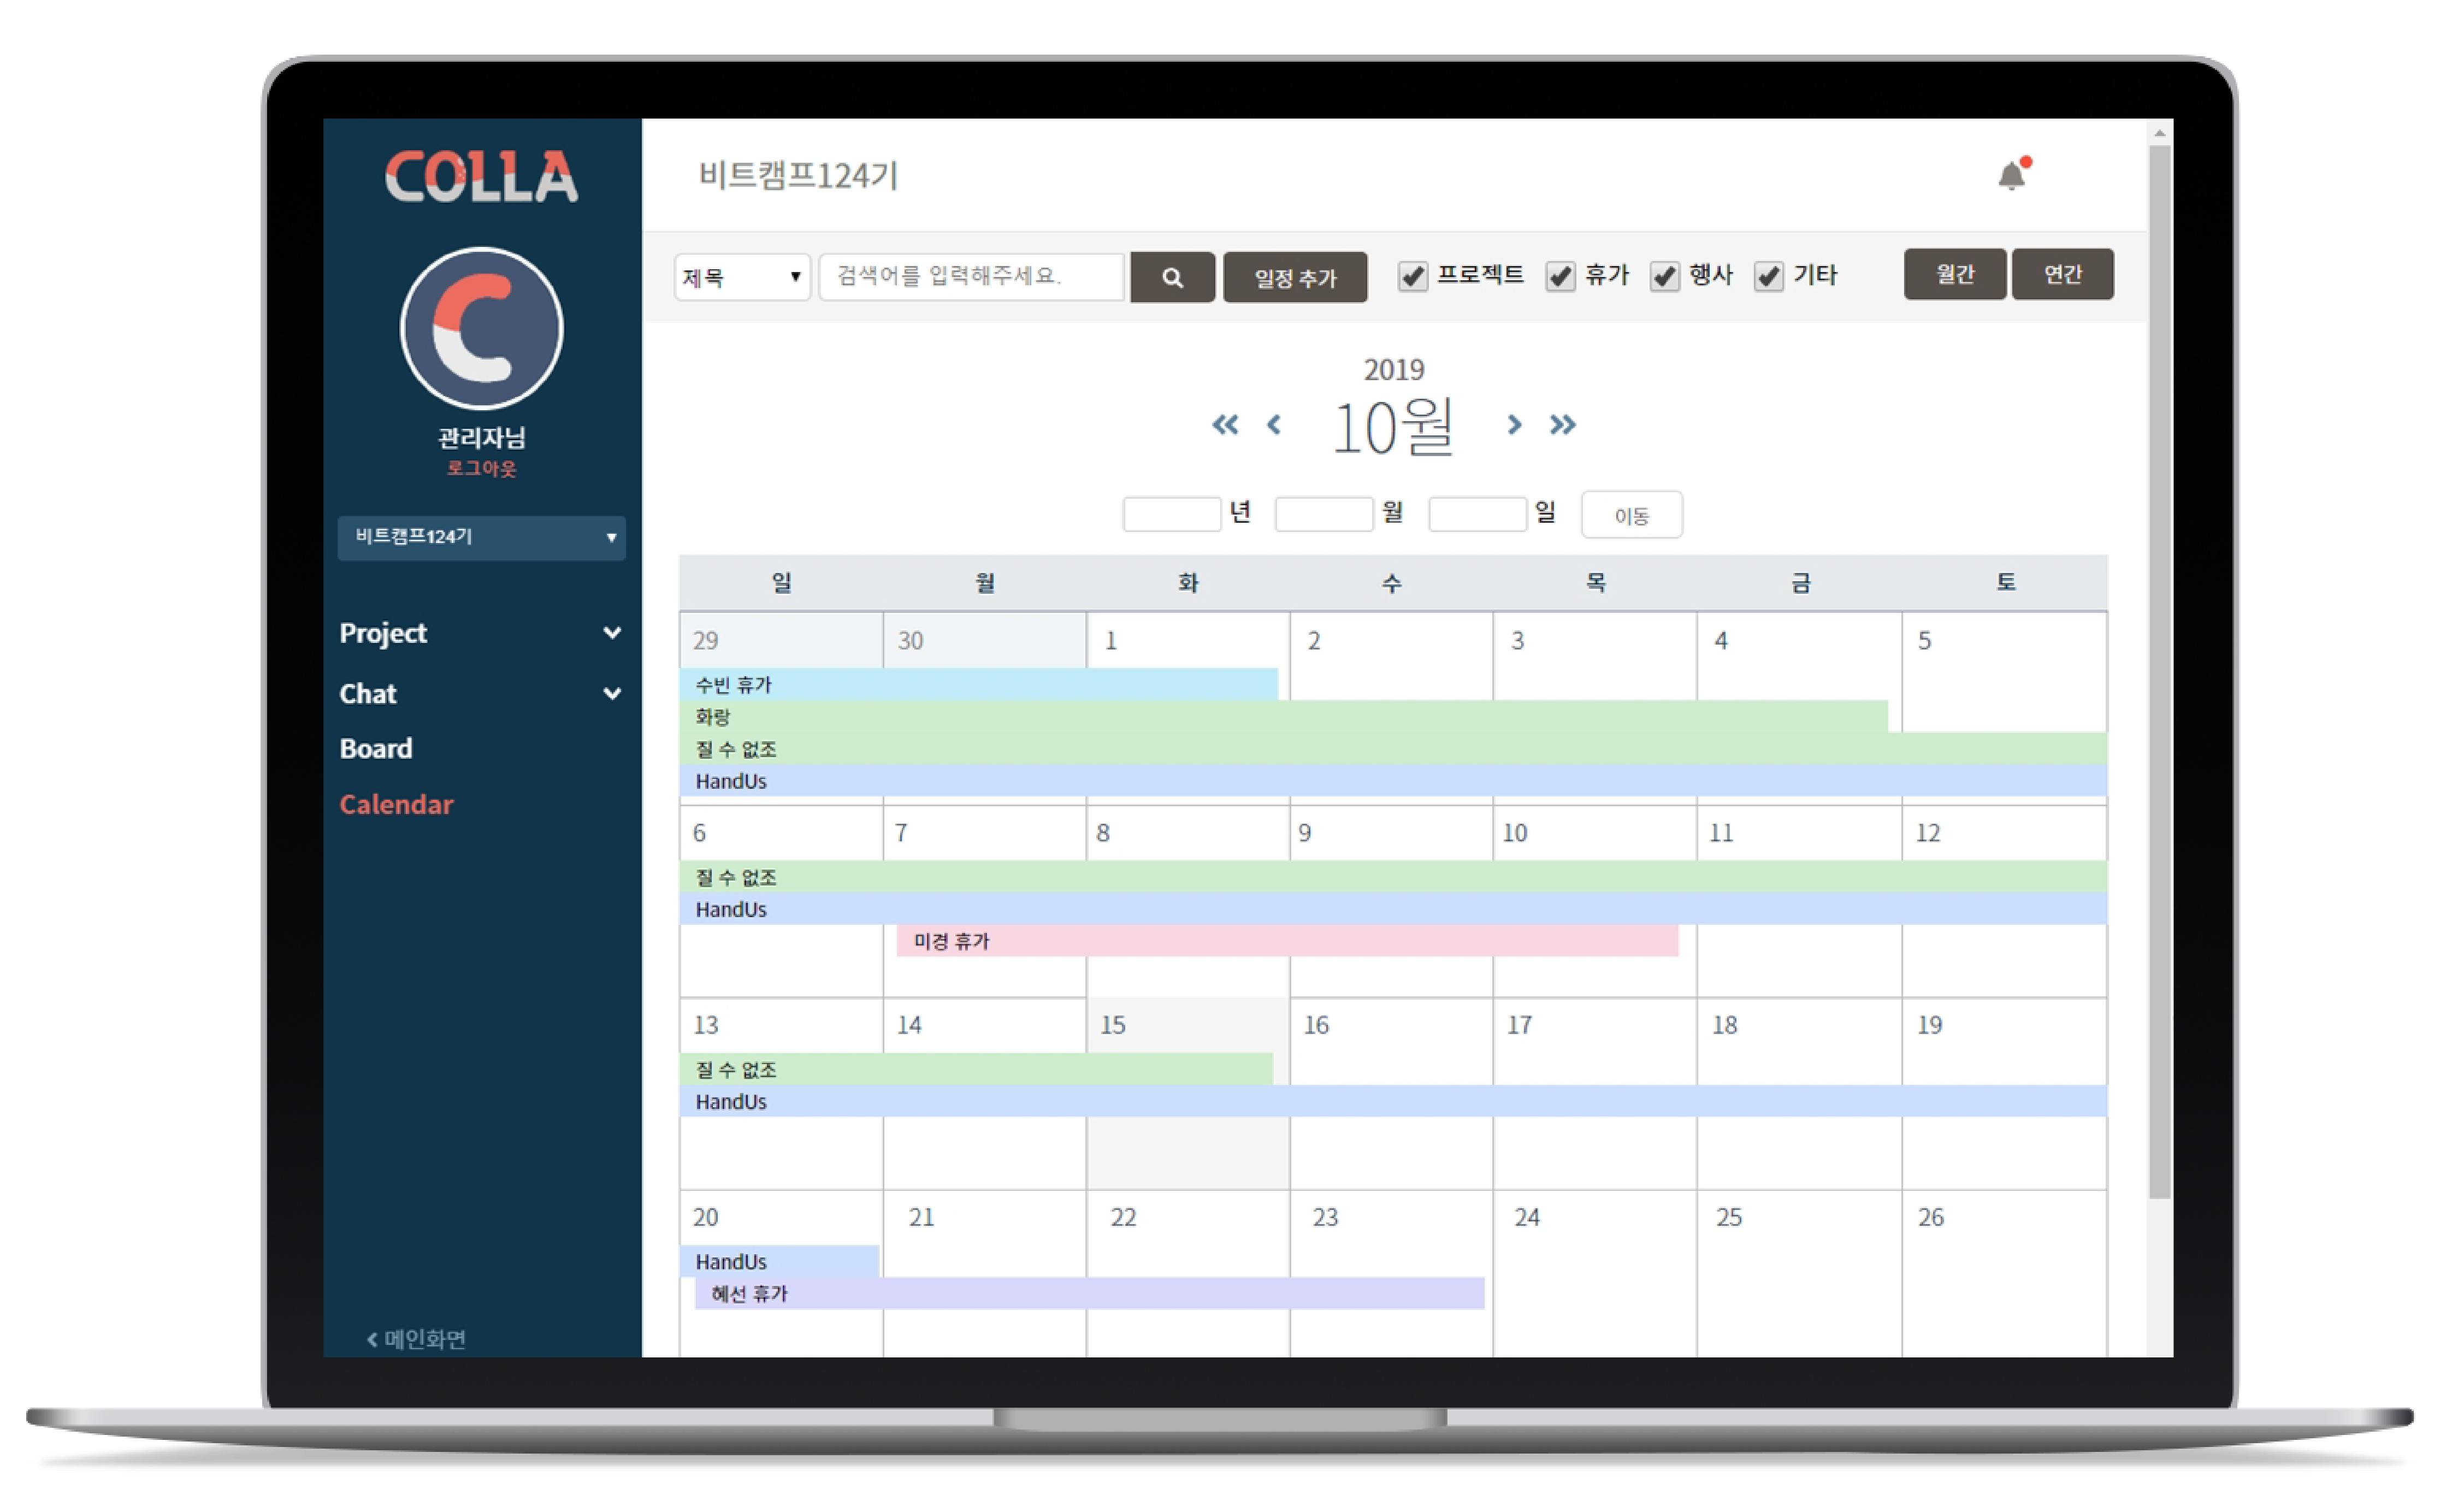 COLLA
관리자님
로그아웃
비트캠프124기
Project
Chat
Board
Calendar
메인화면
비트캠프124기
제목 검색어를 입력해주세요. 일정 추가 프로젝트 휴가 행사 기타 월간 연간
2019
10월
년 월 일 이동
일 월 화 수 목 금 토
29 30 1 2 3 4 5
수빈 휴가
화랑
질 수 없조
HandUs
6 7 8 9 10 11 12
질 수 없조
HandUs
미경 휴가
13 14 15 16 17 18 19
질 수 없조
HandUs
20 21 22 23 24 25 26
HandUs
혜선 휴가